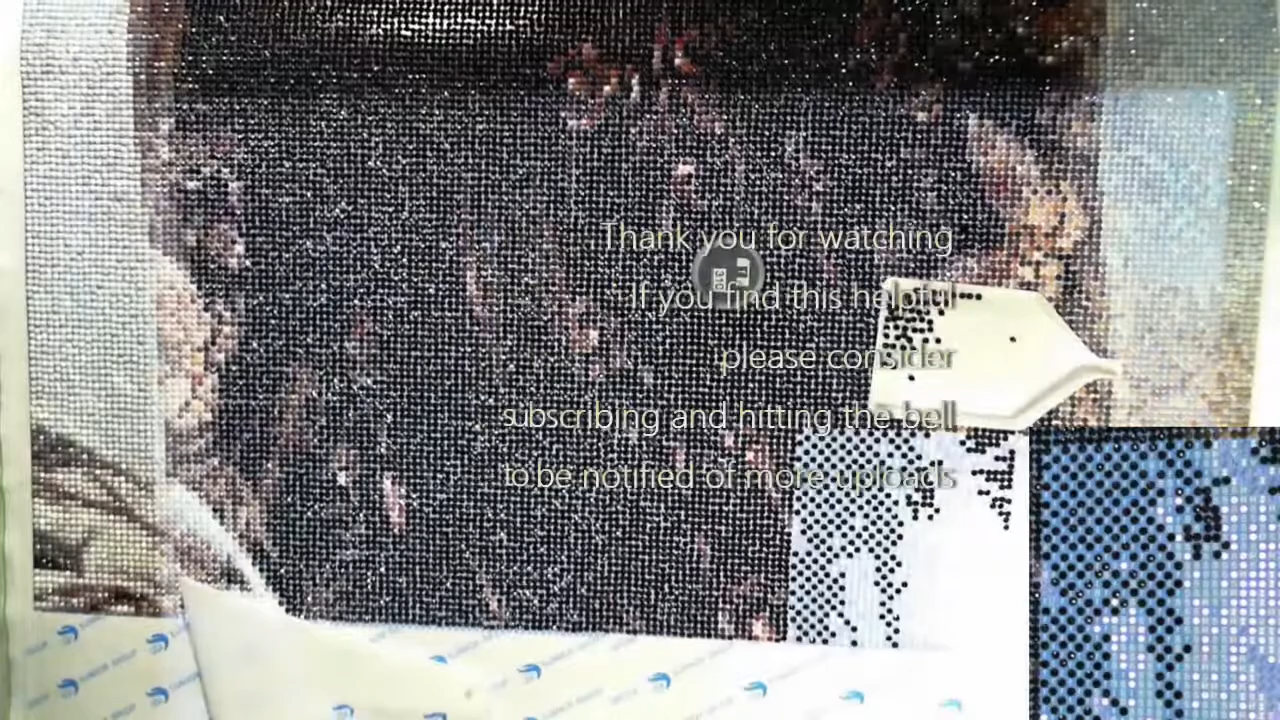 Thank you for watching
If you find this helpful
please consider
subscribing and hitting the bell
to be notified of more uploads
310